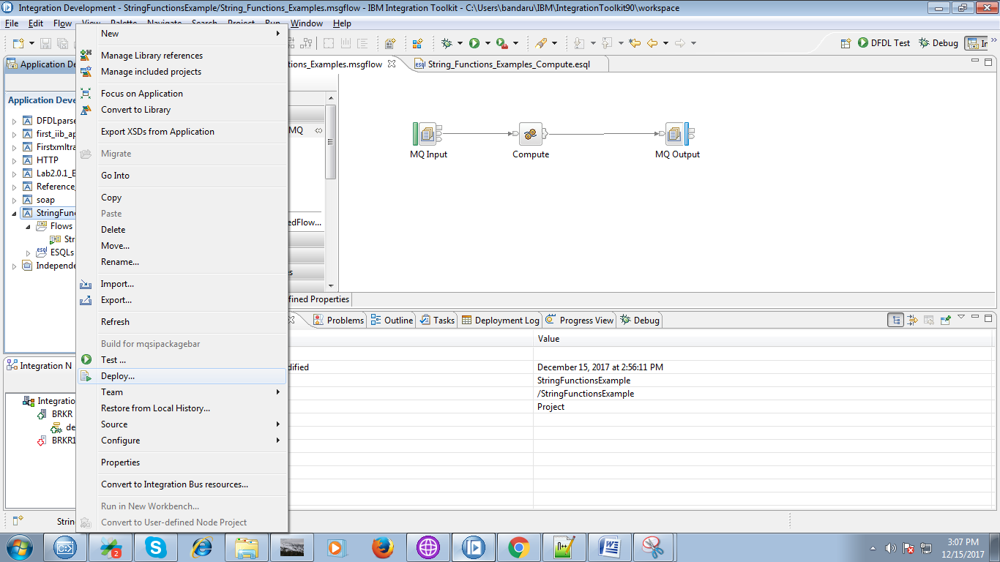 Integration Development - StringFunctionsExample/String_Functions_Examples.msgflow - IBM Integration Toolkit - C:\Users\bandaru\IBM\IntegrationToolkit90\workspace
File Edit Flow View Palette Navigate Search Project Run Window Help
DFDL Test Debug In
Application De
ctions_Examples.msgflow
esql String_Functions_Examples_Compute.esql
Application Deve
DFDLparse
first_iib_ap
Firstxmltra
HTTP
Lab2.0.1_E
Reference_
soap
StringFunc
Flows
Str
esql ESQLs
Independe
New
Manage Library references
Manage included projects
Focus on Application
Convert to Library
Export XSDs from Application
Migrate
Go Into
Copy
Paste
Delete
Move...
Rename...
Import...
Export...
Refresh
Build for mqsipackagebar
Test ...
Deploy...
Team
Restore from Local History...
Source
Configure
Properties
Convert to Integration Bus resources...
Run in New Workbench...
Convert to User-defined Node Project
MQ
edFlow...
s
MQ Input
Compute
MQ Output
fined Properties
Problems Outline Tasks Deployment Log Progress View Debug
Value
dified December 15, 2017 at 2:56:11 PM
StringFunctionsExample
/StringFunctionsExample
Project
Integration N
Integratio
BRKR
de
BRKR1
Strin
2
3:07 PM
12/15/2017